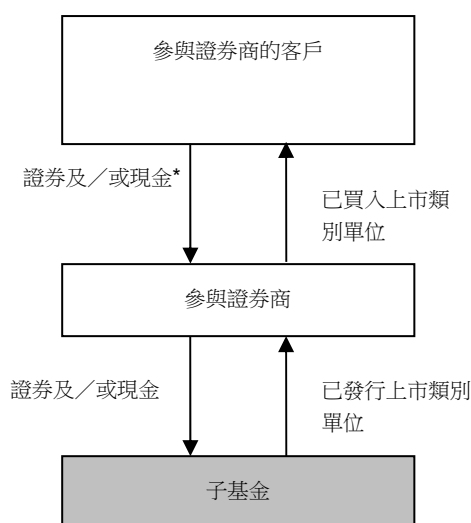 參與證券商的客戶
證券及╱或現金*
已買入上市類
別單位
參與證券商
證券及╱或現金
已發行上市類別
單位
子基金